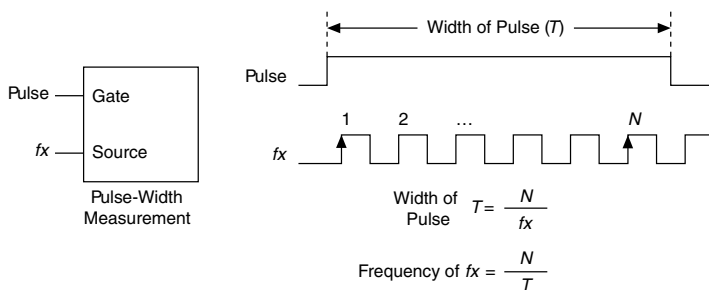 Width of Pulse (T)
Pulse
Pulse
Gate
1 2 … N
fx
Source
fx
Pulse-Width
Measurement
Width of
Pulse
T = N
fx
Frequency of fx = N
T